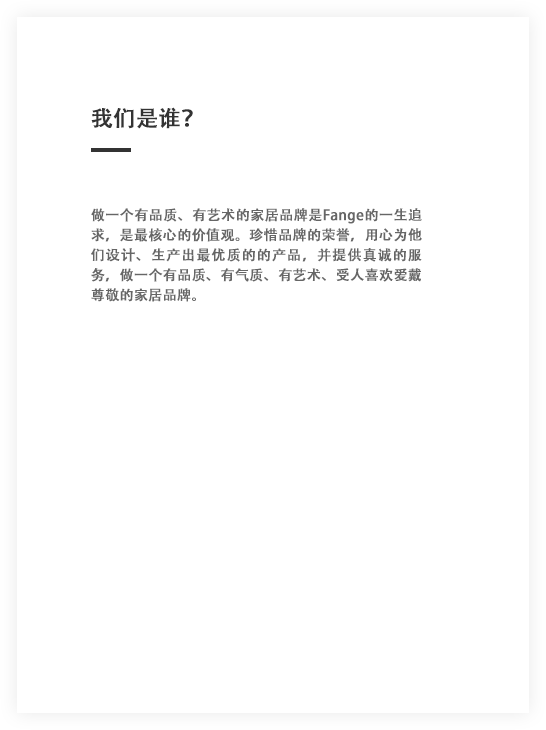 我们是谁？
做一个有品质、有艺术的家居品牌是Fange的一生追
求，是最核心的价值观。珍惜品牌的荣誉，用心为他
们设计、生产出最优质的的产品，并提供真诚的服
务，做一个有品质、有气质、有艺术、受人喜欢爱戴
尊敬的家居品牌。